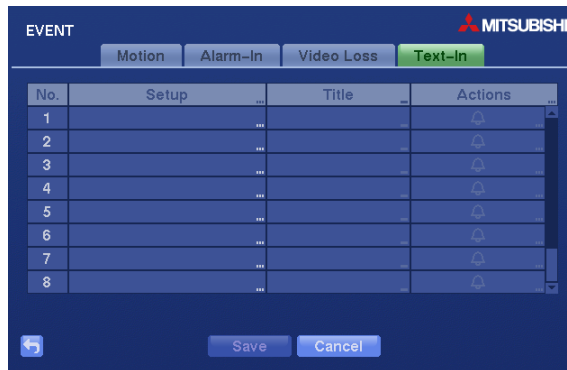 EVENT
MITSUBISHI
Motion Alarm-In Video Loss Text-In
No. Setup ... Title Actions ...
1 ...
2 ...
3 ...
4 ...
5 ...
6 ...
7 ...
8 ...
Save Cancel